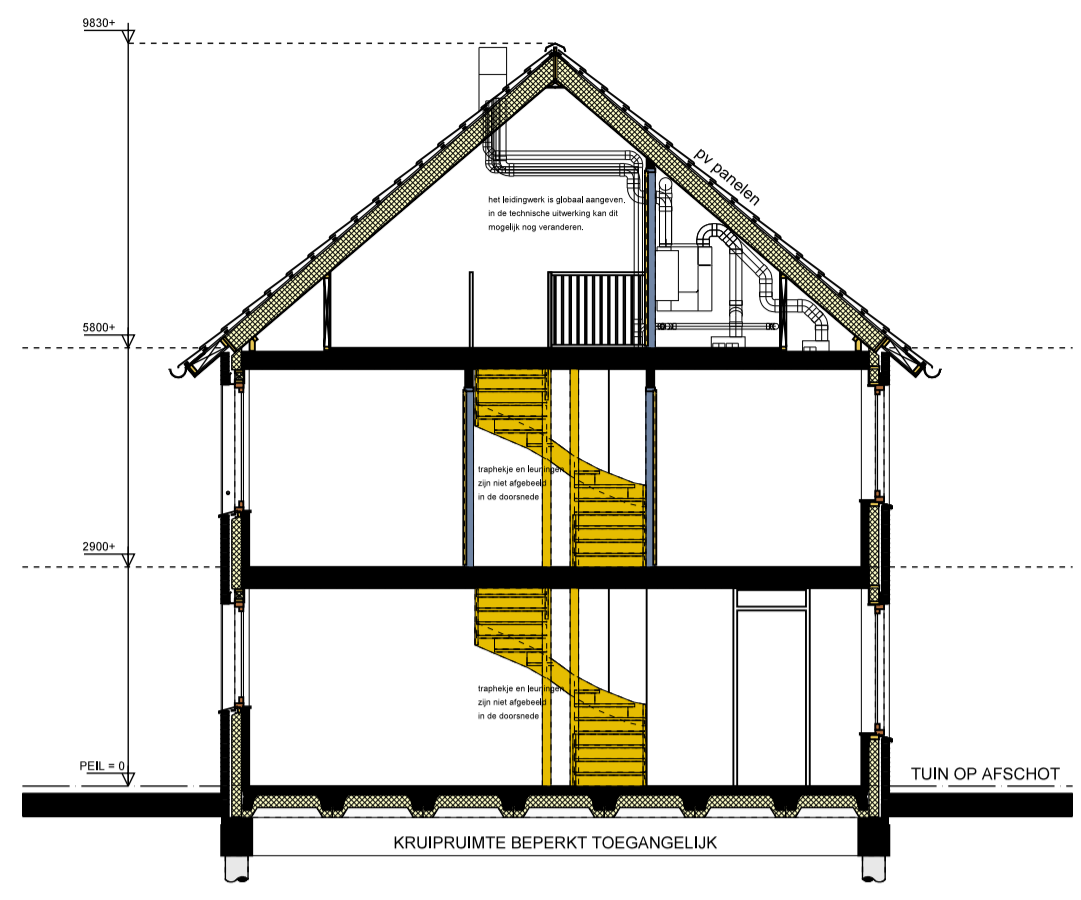 9830+
pv panelen
het leidingwerk is globaal aangeven.
in de technische uitwerking kan dit
mogelijk nog veranderen.
5800+
traphekje en leuningen
zijn niet afgebeeld
in de doorsnede
2900+
traphekje en leuningen
zijn niet afgebeeld
in de doorsnede
PEIL = 0
TUIN OP AFSCHOT
KRUIPRUIMTE BEPERKT TOEGANGELIJK